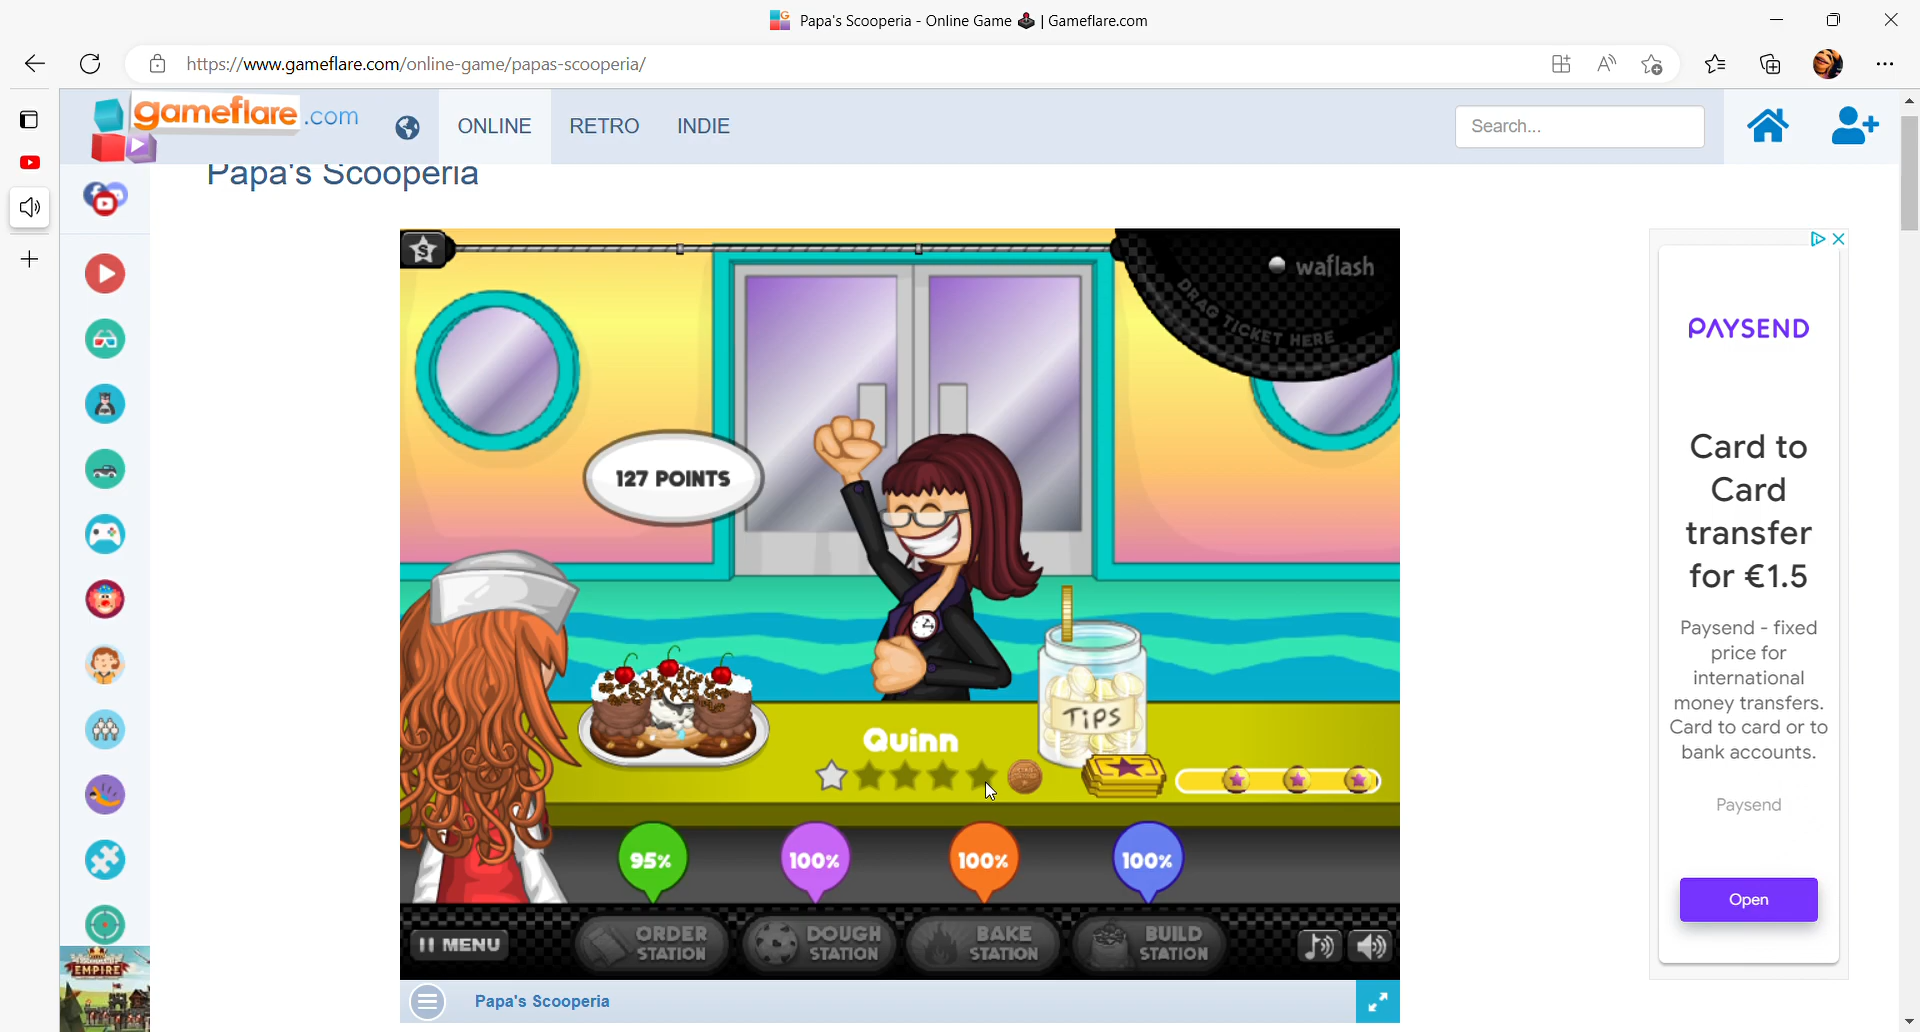 Papa's Scooperia - Online Game | Gameflare.com
https://www.gameflare.com/online-game/papas-scooperia/
gameflare.com
ONLINE
RETRO
INDIE
Search...
Papa's Scooperia
waflash
DRAG TICKET HERE
127 POINTS
TiPS
Quinn
95%
100%
100%
100%
MENU
ORDER
STATION
DOUGH
STATION
BAKE
STATION
BUILD
STATION
Papa's Scooperia
EMPIRE
PAYSEND
Card to
Card
transfer
for €1.5
Paysend - fixed
price for
international
money transfers.
Card to card or to
bank accounts.
Paysend
Open